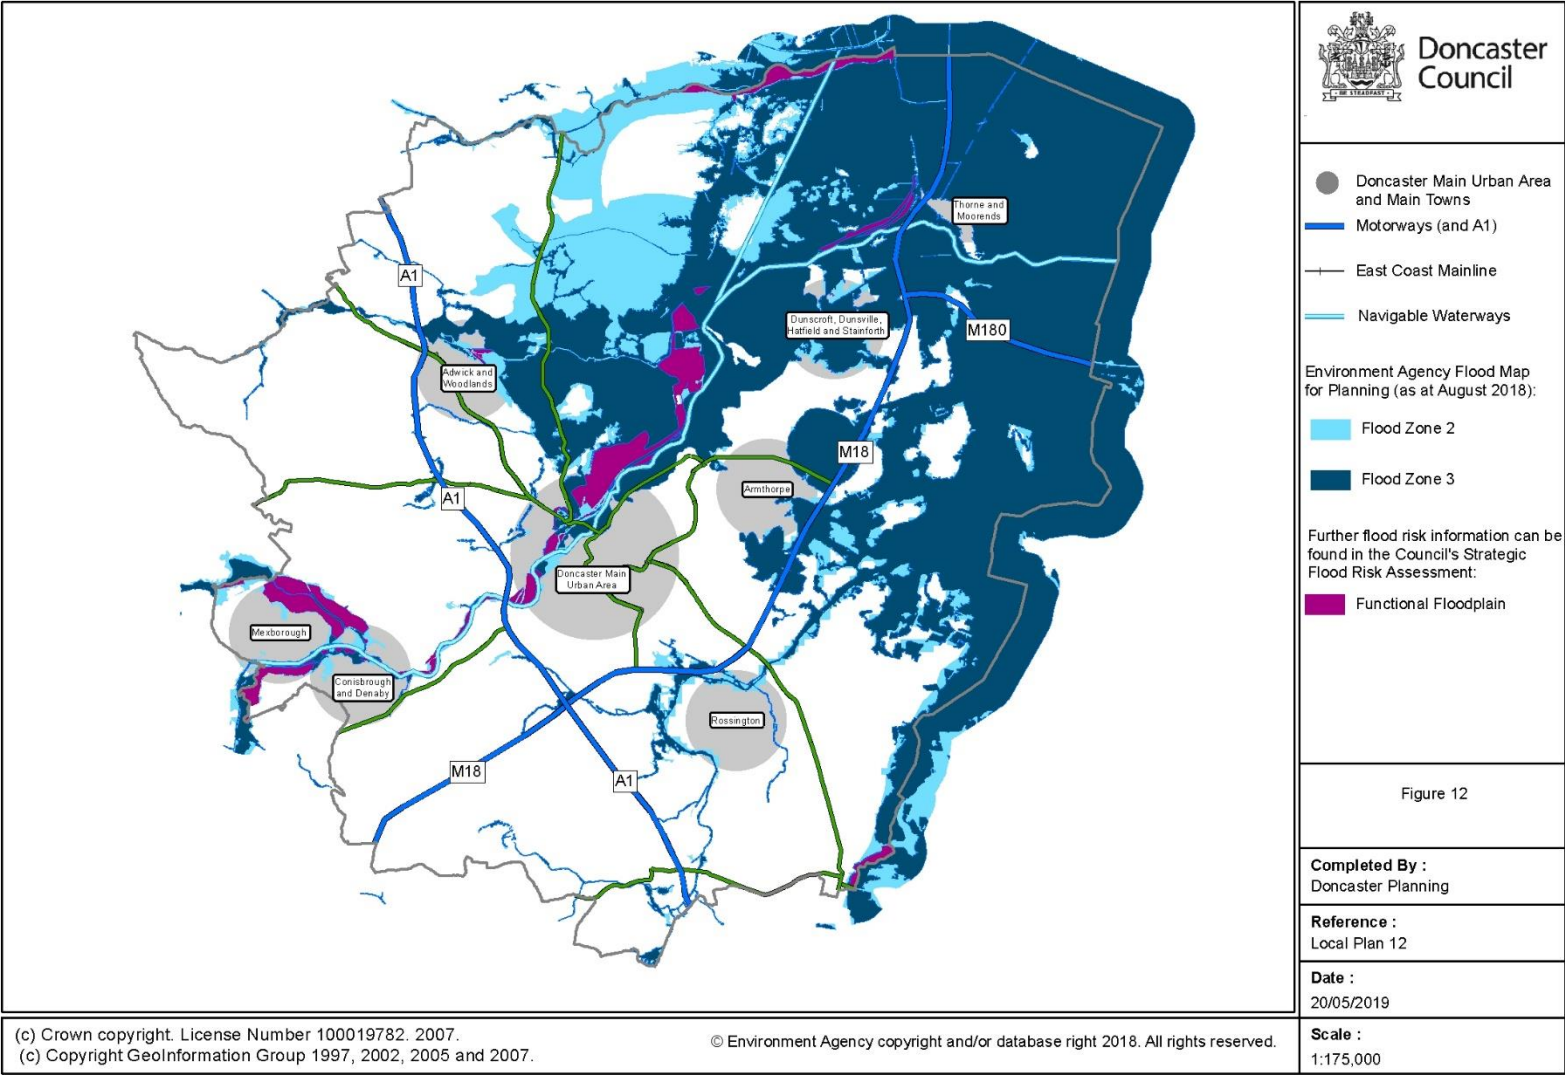 Doncaster
Council
BE STEADFAST
Doncaster Main Urban Area
and Main Towns
Motorways (and A1)
East Coast Mainline
Navigable Waterways
Environment Agency Flood Map
for Planning (as at August 2018):
Flood Zone 2
Flood Zone 3
Further flood risk information can be
found in the Council's Strategic
Flood Risk Assessment:
Functional Floodplain
Figure 12
Completed By :
Doncaster Planning
Reference :
Local Plan 12
Date :
20/05/2019
Scale :
1:175,000
Thorne and
Moorends
A1
Dunscroft, Dunsville,
Hatfield and Stainforth
M180
Adwick and
Woodlands
M18
Armthorpe
A1
Doncaster Main
Urban Area
Mexborough
Conisbrough
and Denaby
Rossington
M18
A1
(c) Crown copyright. License Number 100019782. 2007.
(c) Copyright GeoInformation Group 1997, 2002, 2005 and 2007.
© Environment Agency copyright and/or database right 2018. All rights reserved.